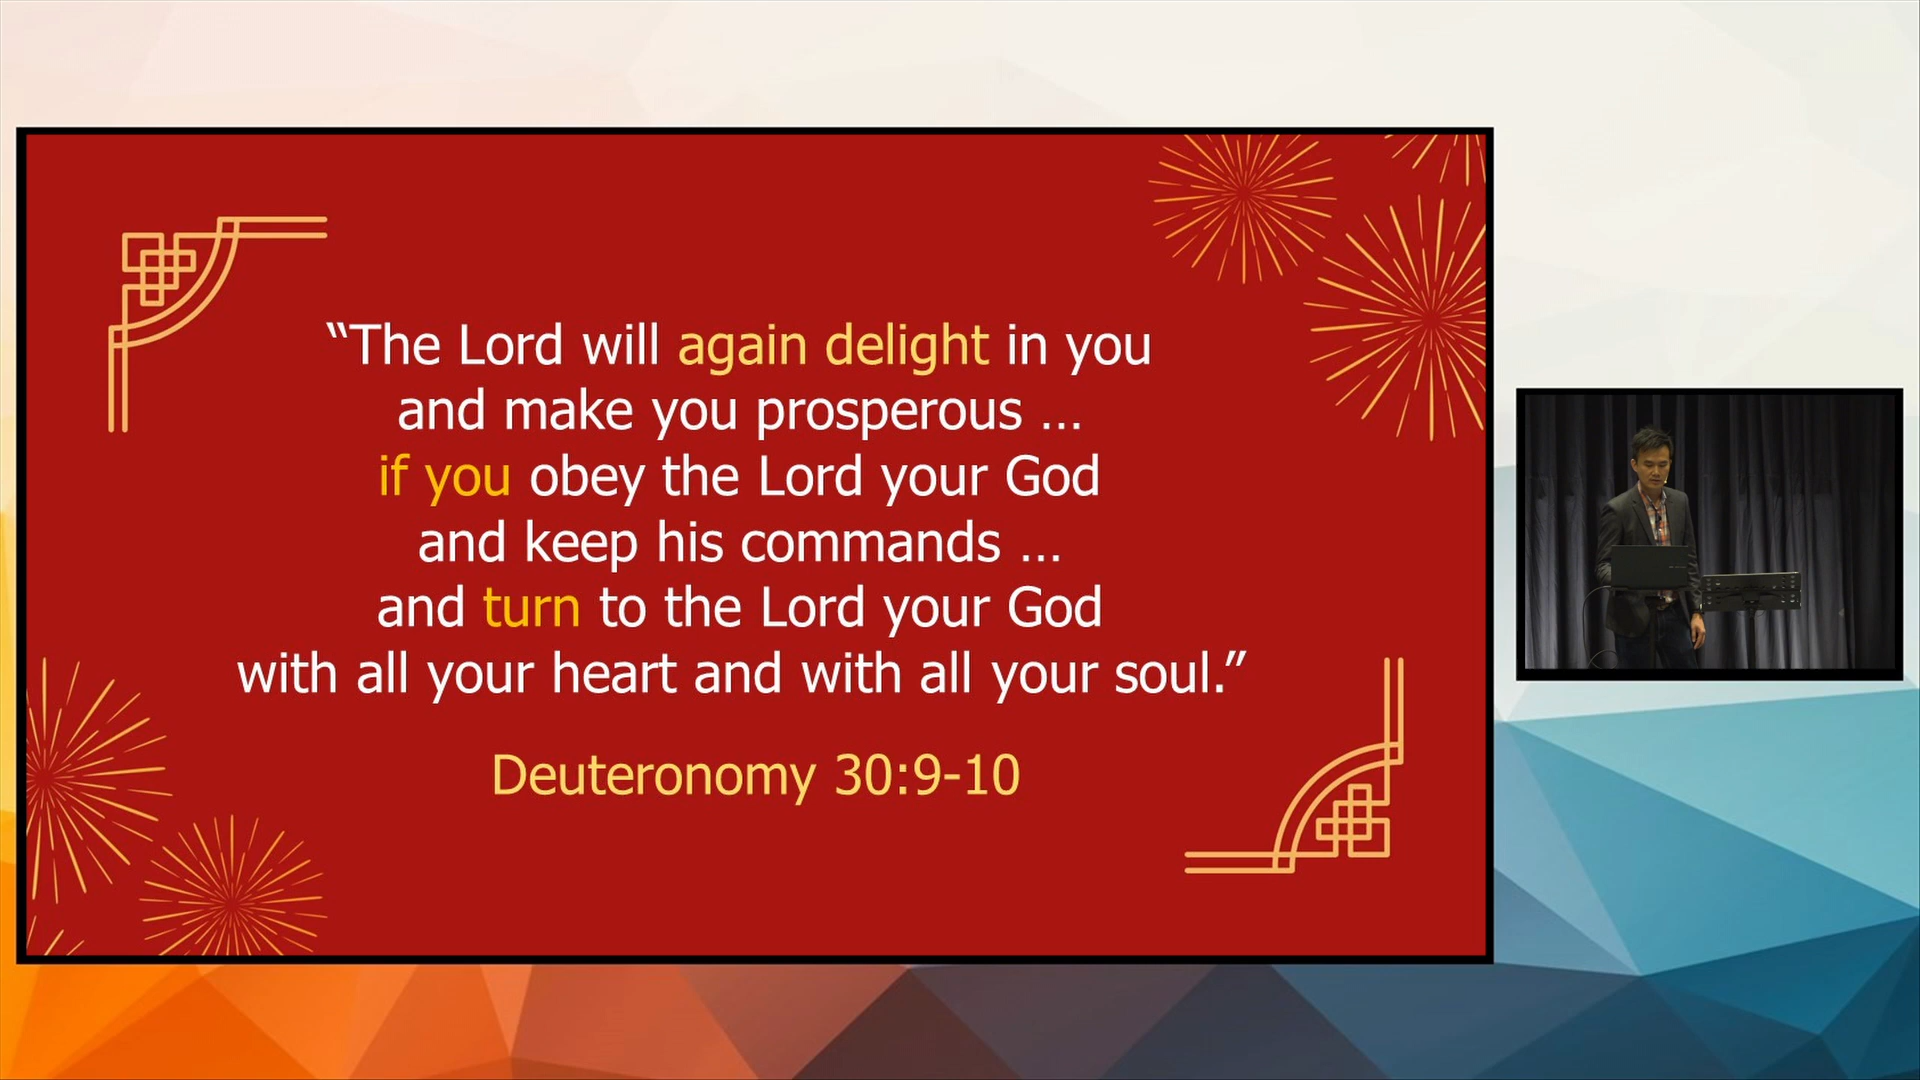 “The Lord will again delight in you
and make you prosperous …
if you obey the Lord your God
and keep his commands …
and turn to the Lord your God
with all your heart and with all your soul.”
Deuteronomy 30:9-10